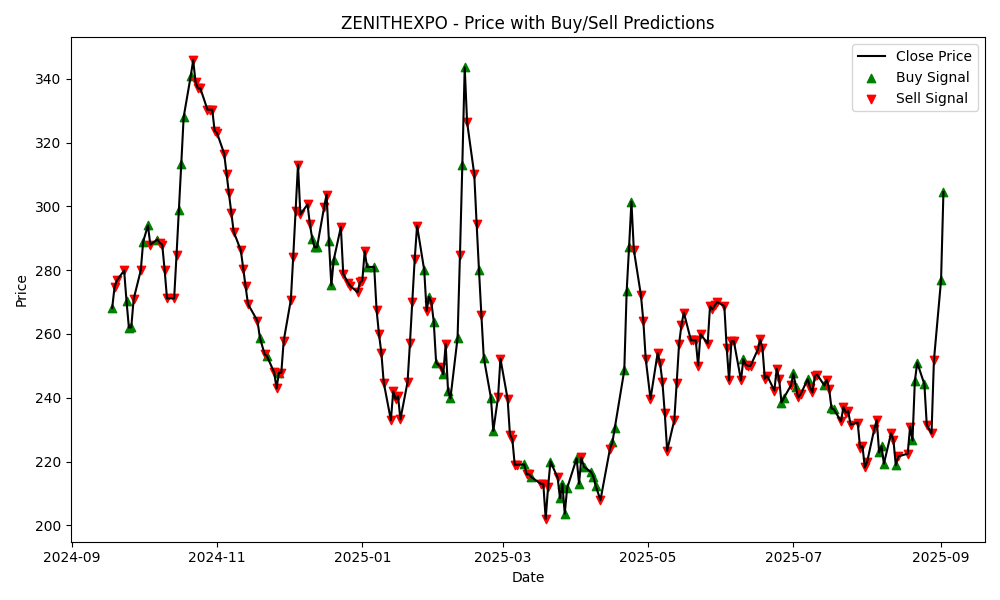 ZENITHEXPO - Price with Buy/Sell Predictions
Close Price
Buy Signal
Sell Signal
Price
340
320
300
280
260
240
220
200
2024-09
2024-11
2025-01
2025-03
2025-05
2025-07
2025-09
Date